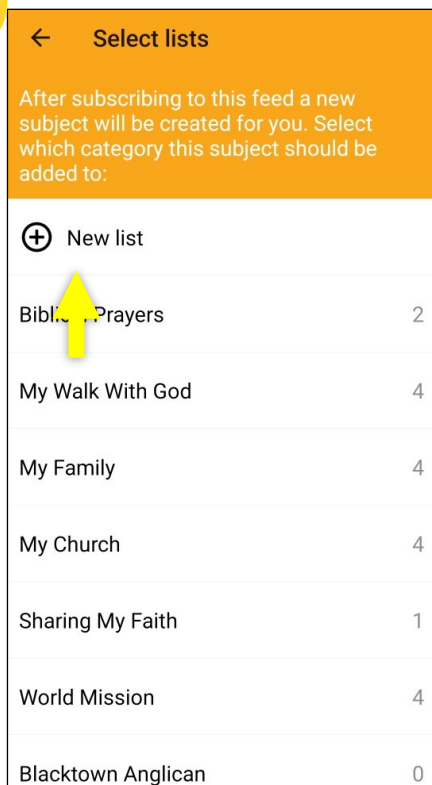 Select lists
After subscribing to this feed a new
subject will be created for you. Select
which category this subject should be
added to:
New list
Prayers 2
My Walk With God 4
My Family 4
My Church 4
Sharing My Faith 1
World Mission 4
Blacktown Anglican 0